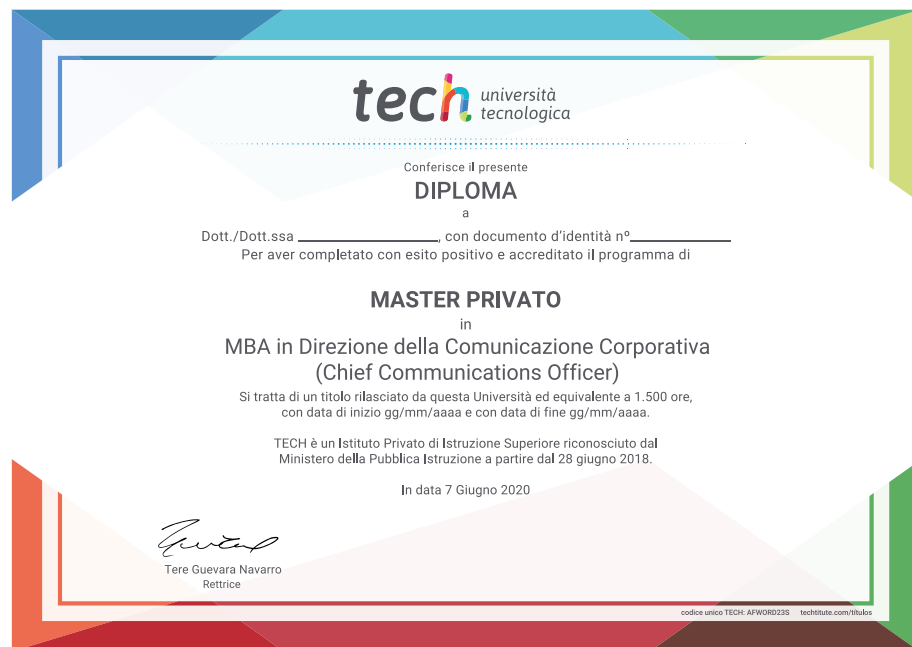 tech università
tecnologica
Conferisce il presente
DIPLOMA
a
Dott./Dott.ssa ____________, con documento d'identità nº____________
Per aver completato con esito positivo e accreditato il programma di
MASTER PRIVATO
in
MBA in Direzione della Comunicazione Corporativa
(Chief Communications Officer)
Si tratta di un titolo rilasciato da questa Università ed equivalente a 1.500 ore,
con data di inizio gg/mm/aaaa e con data di fine gg/mm/aaaa.
TECH è un Istituto Privato di Istruzione Superiore riconosciuto dal
Ministero della Pubblica Istruzione a partire dal 28 giugno 2018.
In data 7 Giugno 2020
Tere Guevara Navarro
Rettrice
codice unico TECH: AFWORD23S techtitute.com/títulos